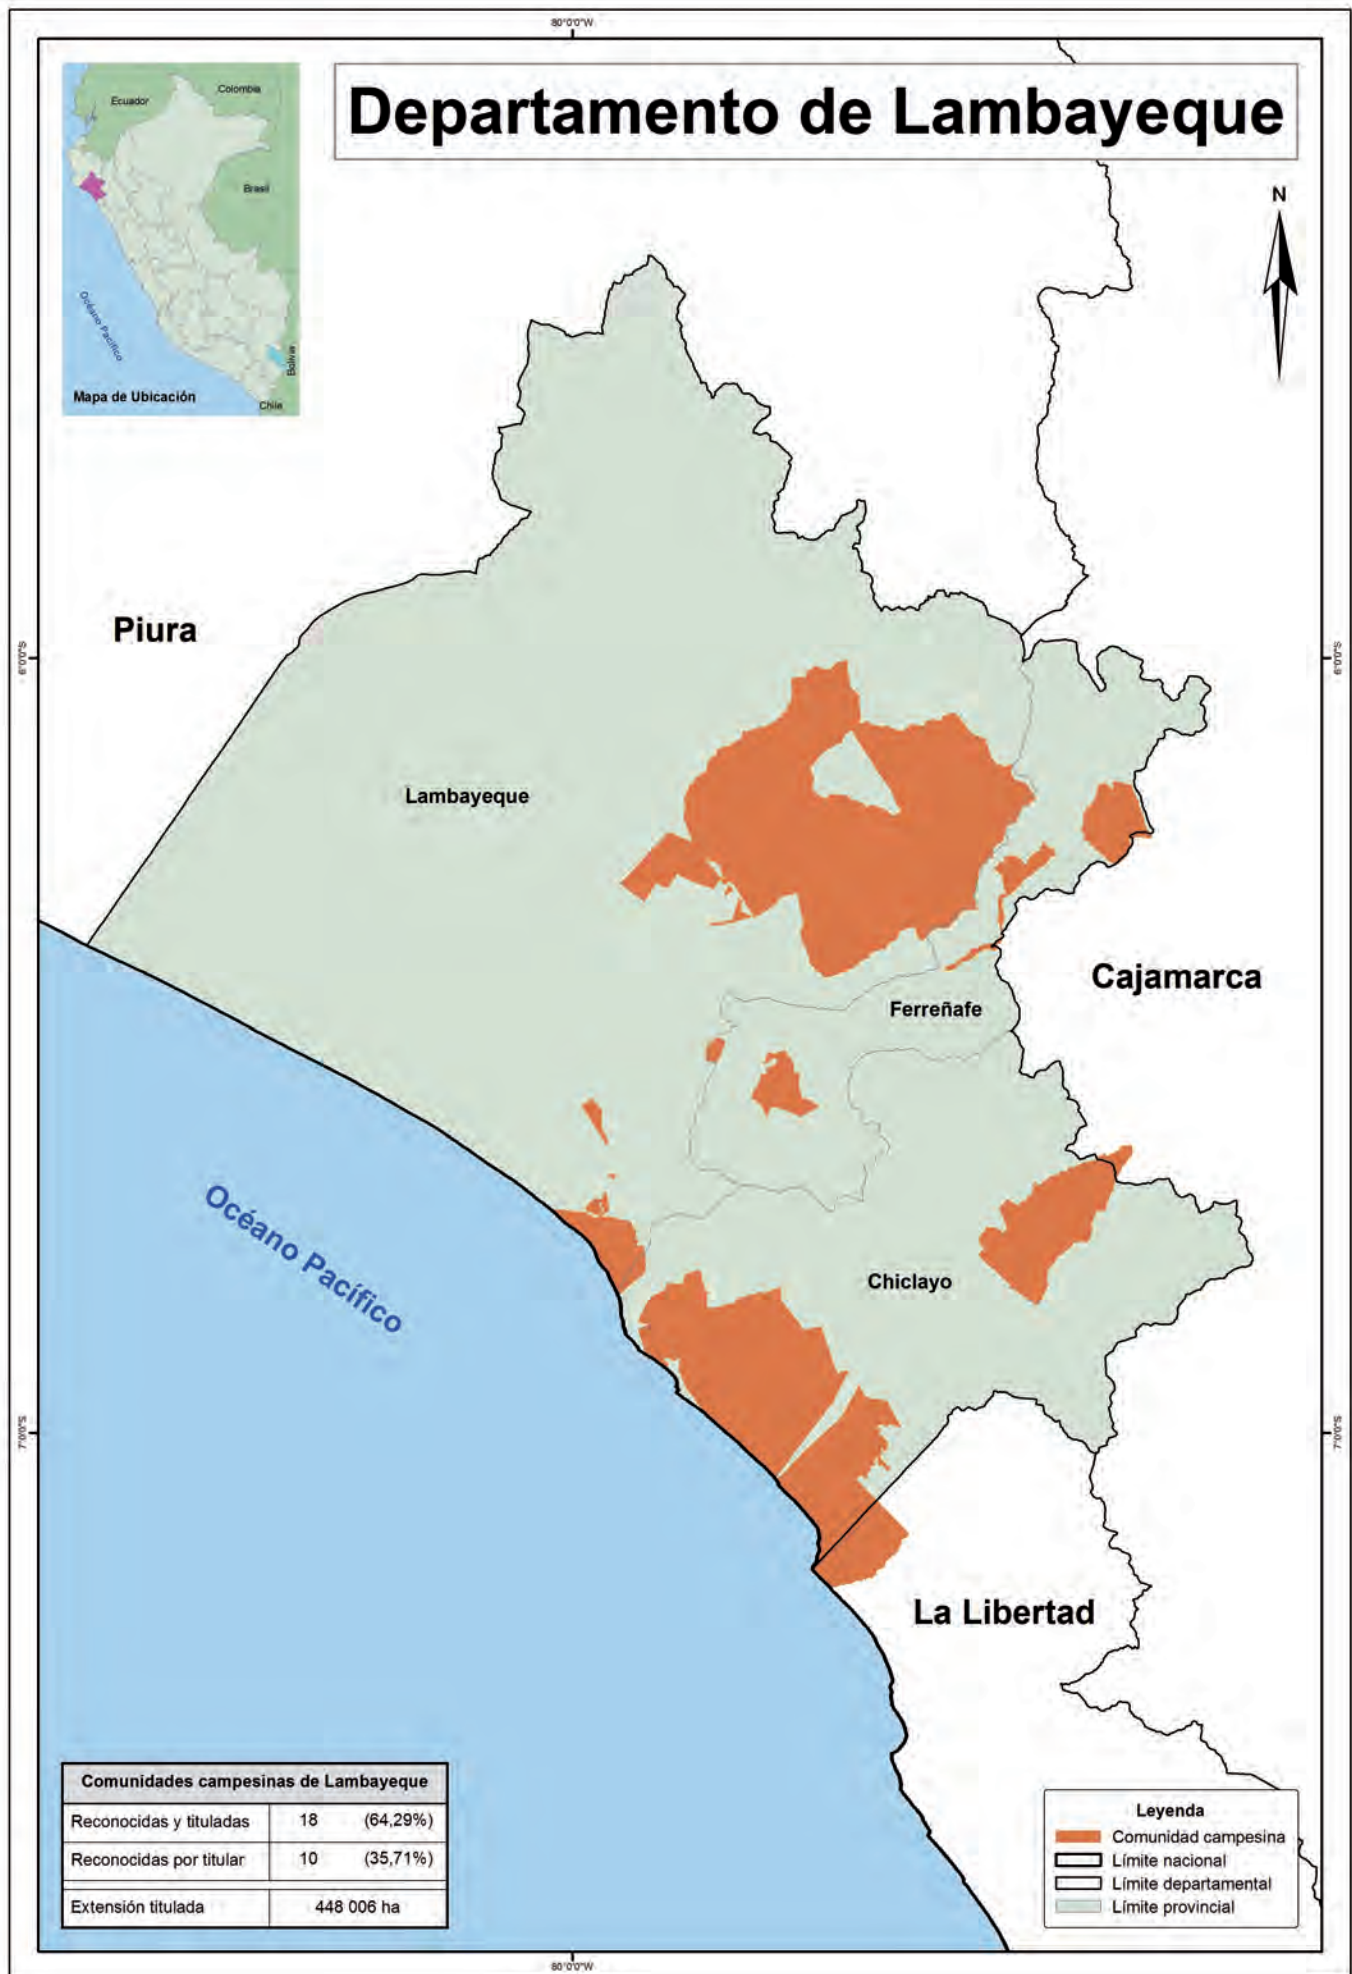 80°0'0"W
Departamento de Lambayeque
Ecuador
Colombia
Brasil
Océano Pacífico
Bolivia
Mapa de Ubicación
Chile
N
Piura
6°0'0"S
6°0'0"S
Lambayeque
Cajamarca
Ferreñafe
Océano Pacífico
Chiclayo
7°0'0"S
7°0'0"S
La Libertad
Comunidades campesinas de Lambayeque
Reconocidas y tituladas 18 (64,29%)
Reconocidas por titular 10 (35,71%)
Extensión titulada 448 006 ha
Leyenda
Comunidad campesina
Límite nacional
Límite departamental
Límite provincial
80°0'0"W